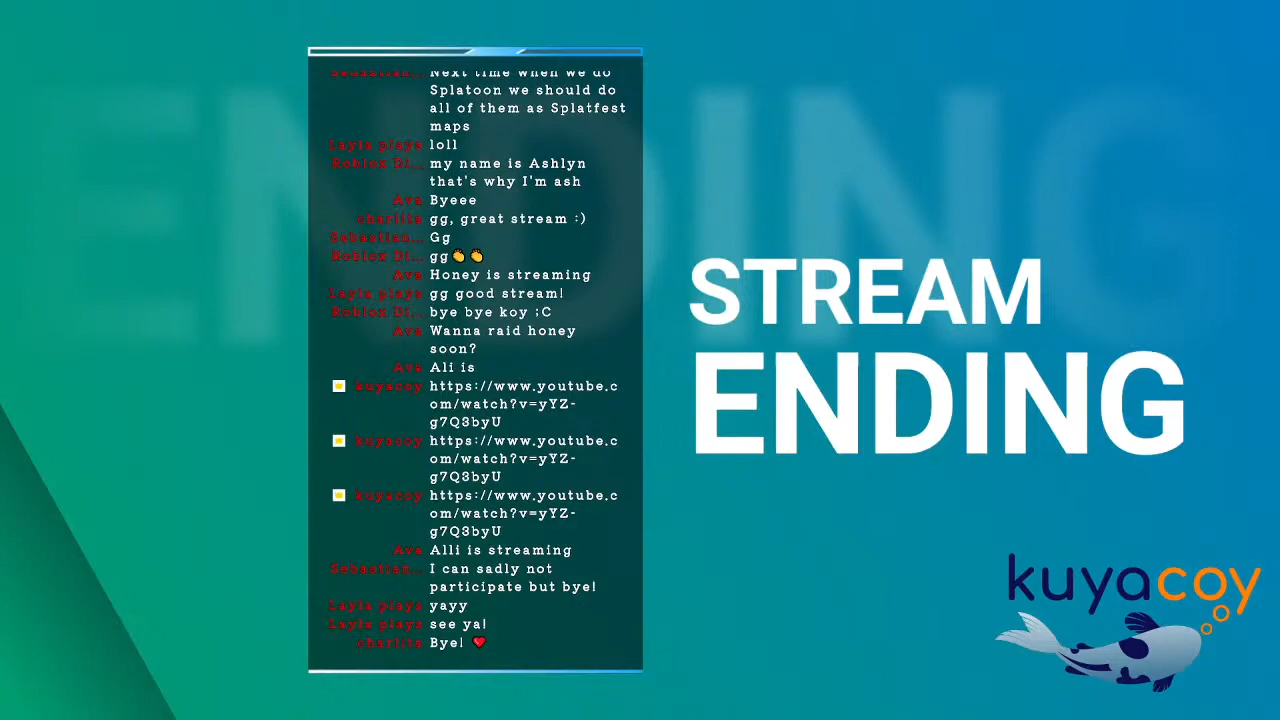 ENDING
Sebastian... Next time when we do
Splatoon we should do
all of them as Splatfest
maps
Layla plays loll
Roblox Di... my name is Ashlyn
that's why I'm ash
Ava Byeee
charlita gg, great stream :)
Sebastian... Gg
Roblox Di... gg👏👏
Ava Honey is streaming
Layla plays gg good stream!
Roblox Di... bye bye koy ;C
Ava Wanna raid honey
soon?
Ava Ali is
kuyacoy https://www.youtube.c
om/watch?v=yYZ-
g7Q3byU
kuyacoy https://www.youtube.c
om/watch?v=yYZ-
g7Q3byU
kuyacoy https://www.youtube.c
om/watch?v=yYZ-
g7Q3byU
Ava Alli is streaming
Sebastian... I can sadly not
participate but bye!
Layla plays yayy
Layla plays see ya!
charlita Bye! ❤️
STREAM
ENDING
kuyacoy